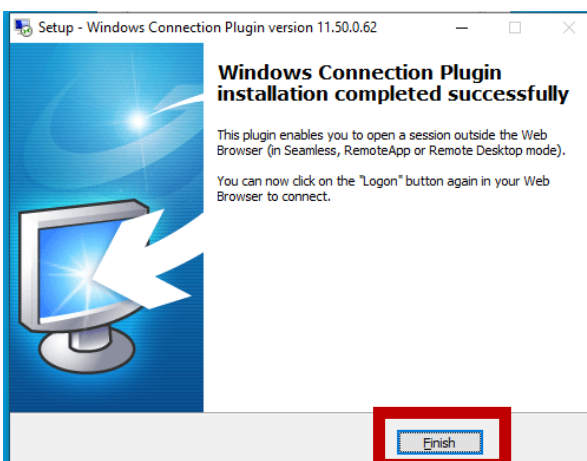 Setup - Windows Connection Plugin version 11.50.0.62
Windows Connection Plugin
installation completed successfully
This plugin enables you to open a session outside the Web
Browser (in Seamless, RemoteApp or Remote Desktop mode).
You can now click on the "Logon" button again in your Web
Browser to connect.
Finish